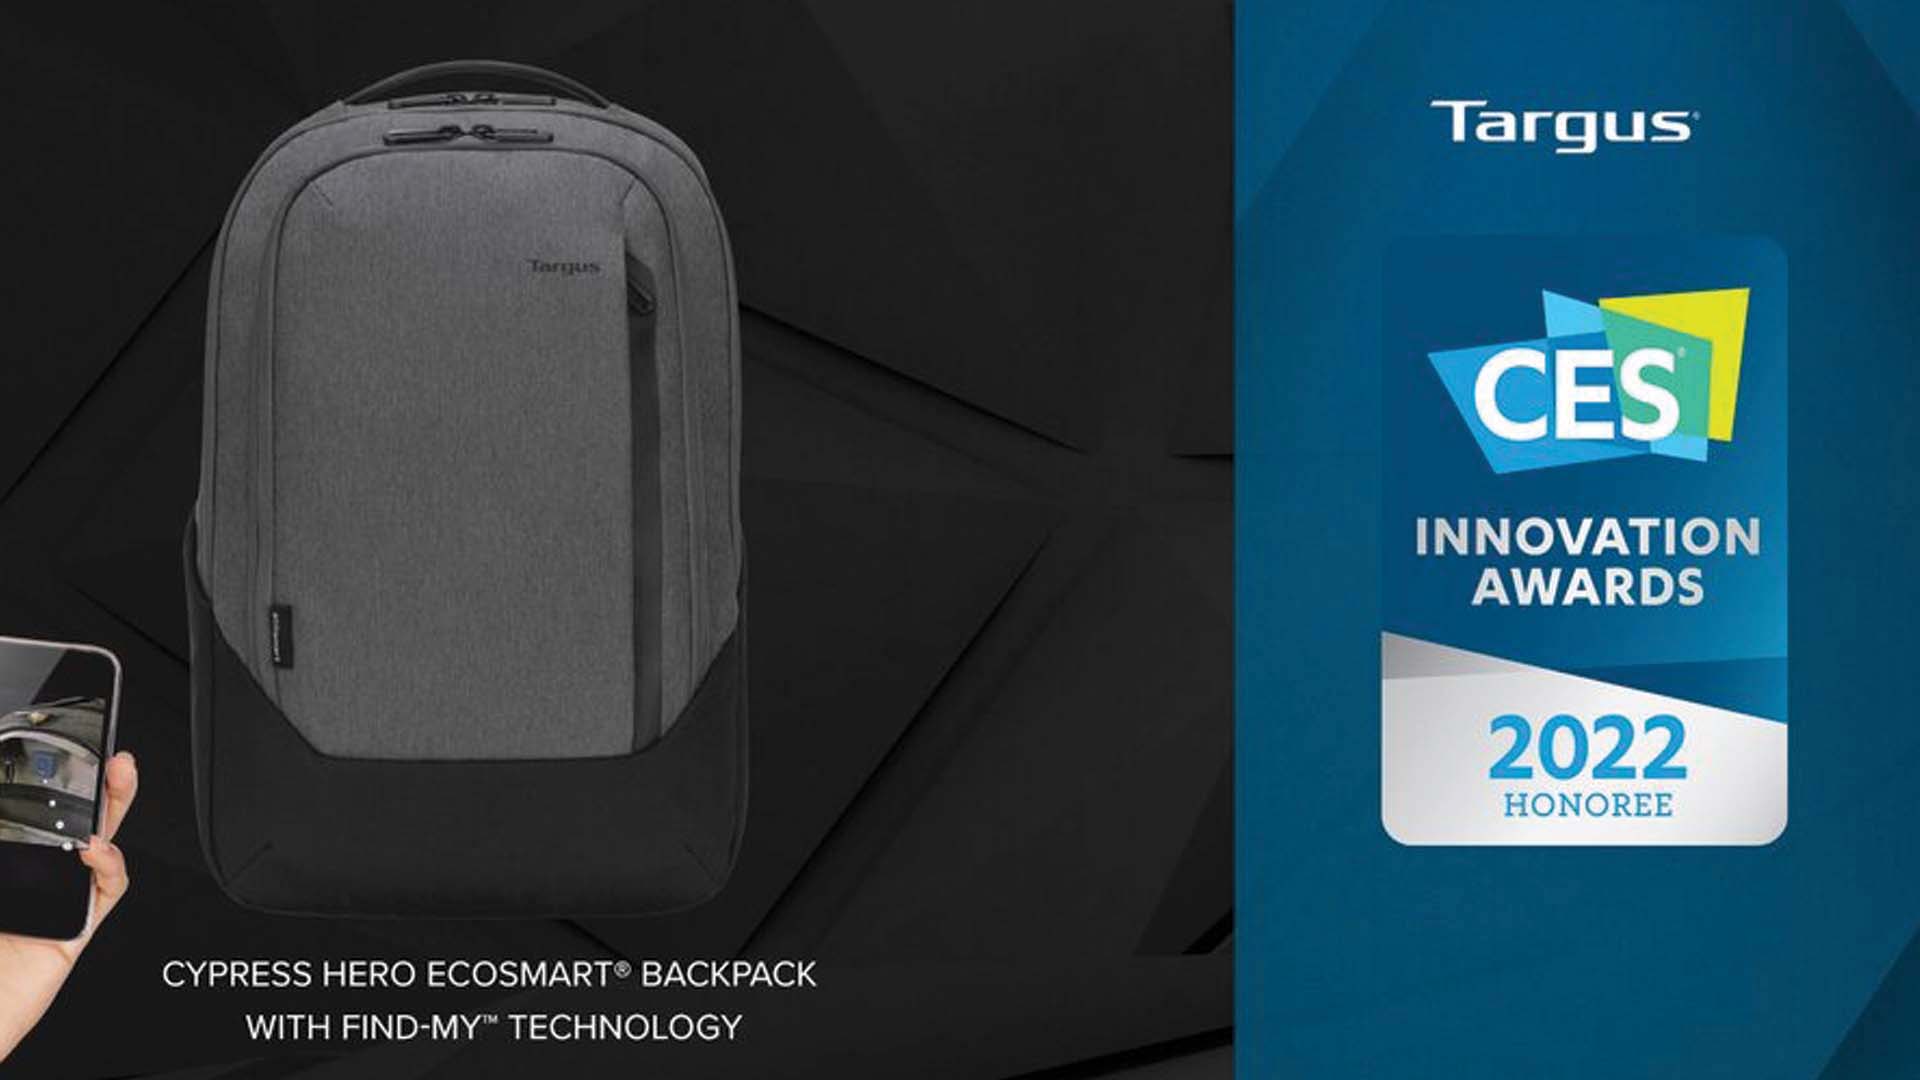 Targus
CYPRESS HERO ECOSMART® BACKPACK
WITH FIND-MY™ TECHNOLOGY
Targus®
CES®
INNOVATION
AWARDS
2022
HONOREE